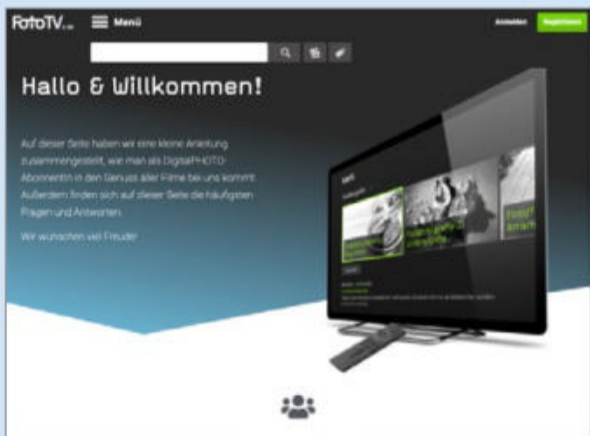 FotoTV.
Menü
Anmelden
Registrieren
Hallo & Willkommen!
Auf dieser Seite haben wir eine kleine Anleitung
zusammengestellt, wie man als DigitalPHOTO-
AbonnentIn in den Genuss aller Filme bei uns kommt.
Außerdem finden sich auf dieser Seite die häufigsten
Fragen und Antworten.
Wir wünschen viel Freude!